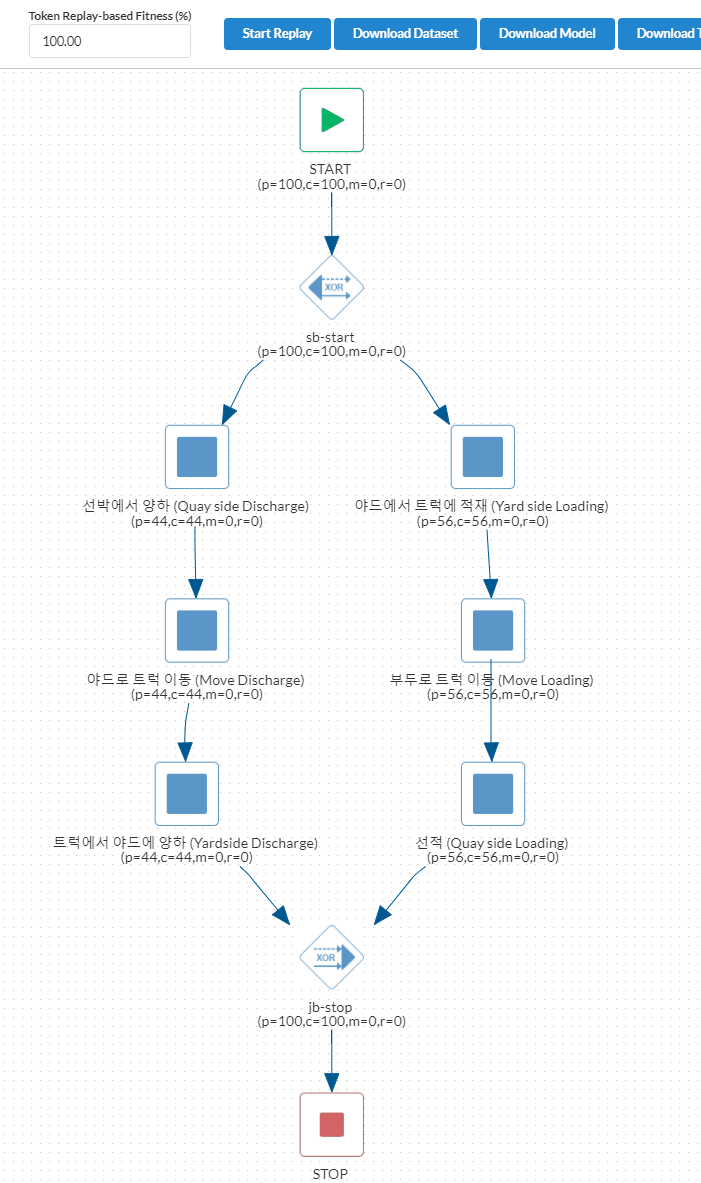 Token Replay-based Fitness (%)
100.00
Start Replay
Download Dataset
Download Model
Download T
START
(p=100,c=100,m=0,r=0)
XOR
sb-start
(p=100,c=100,m=0,r=0)
선박에서 양하 (Quay side Discharge)
(p=44,c=44,m=0,r=0)
야드에서 트럭에 적재 (Yard side Loading)
(p=56,c=56,m=0,r=0)
야드로 트럭 이동 (Move Discharge)
(p=44,c=44,m=0,r=0)
부두로 트럭 이동 (Move Loading)
(p=56,c=56,m=0,r=0)
트럭에서 야드에 양하 (Yardside Discharge)
(p=44,c=44,m=0,r=0)
선적 (Quay side Loading)
(p=56,c=56,m=0,r=0)
XOR
jb-stop
(p=100,c=100,m=0,r=0)
STOP